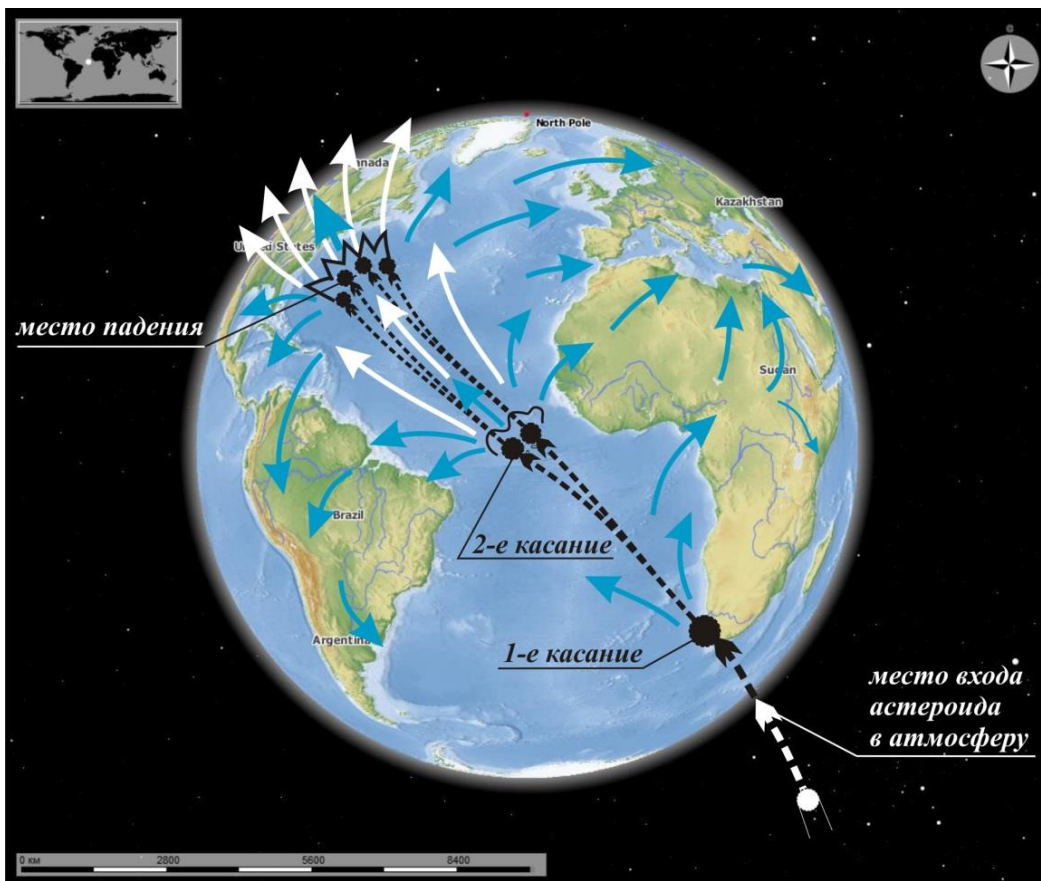 С
North Pole
Canada
Kazakhstan
United States
место падения
Sudan
Brazil
2-е касание
Argentina
1-е касание
место входа
астероида
в атмосферу
0 км 2800 5600 8400